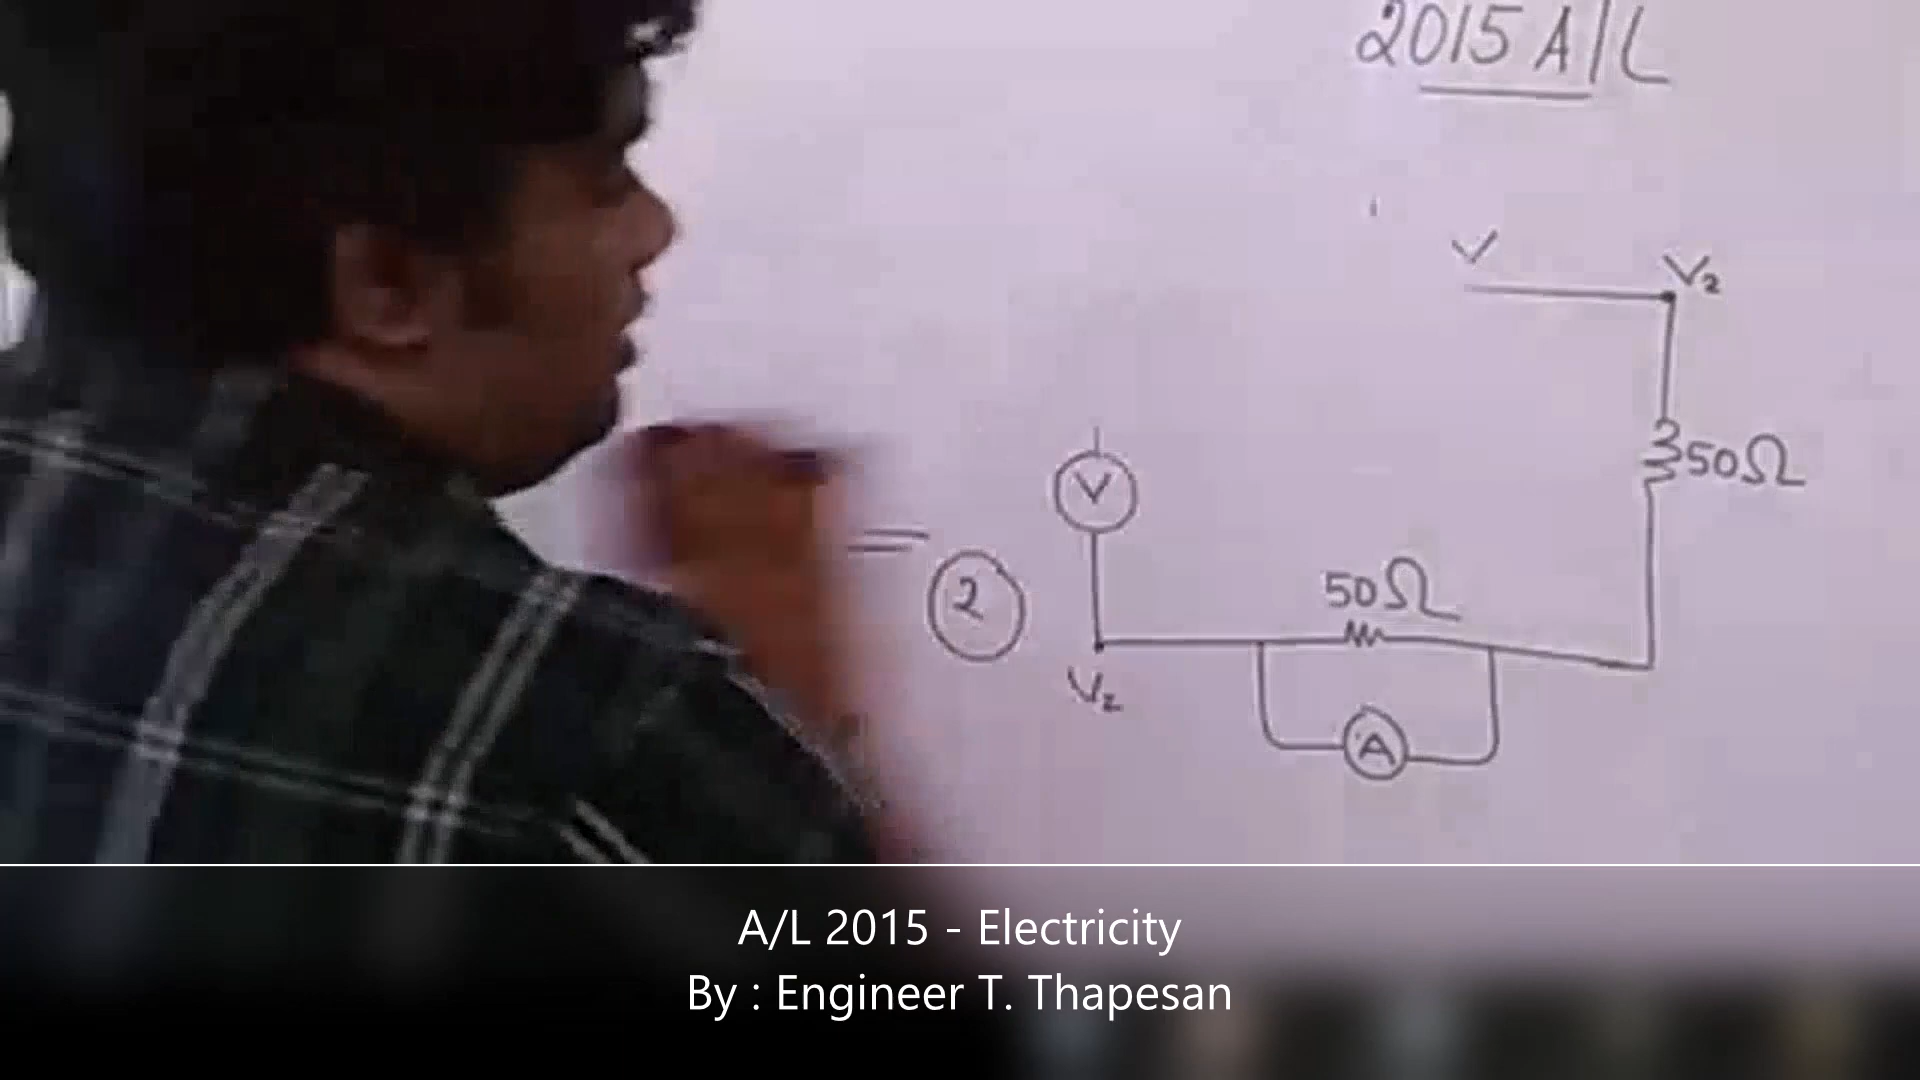 2015 A/L
V
V₂
50Ω
V
=
2
50Ω
V₂
A
A/L 2015 - Electricity
By : Engineer T. Thapesan